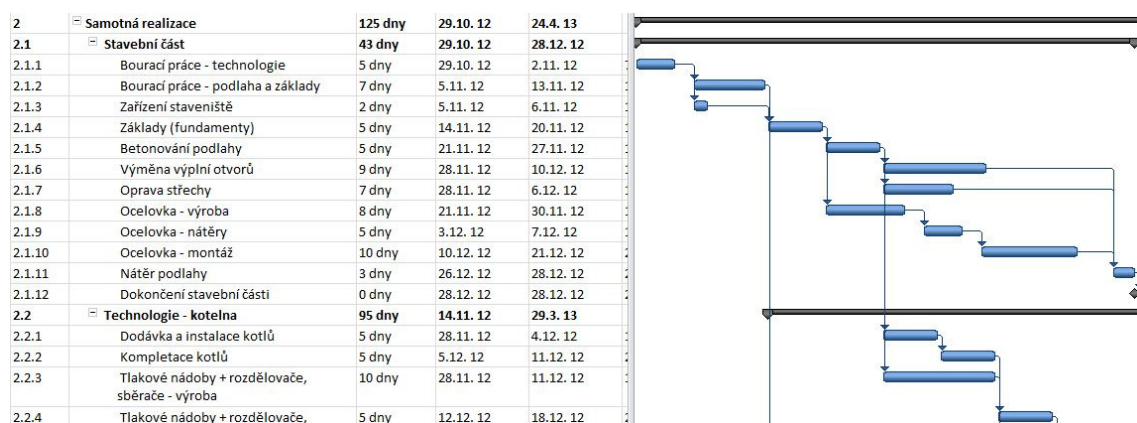 2 Samotná realizace 125 dny 29.10. 12 24.4. 13
2.1 Stavební část 43 dny 29.10. 12 28.12. 12
2.1.1 Bourací práce - technologie 5 dny 29.10. 12 2.11. 12
2.1.2 Bourací práce - podlaha a základy 7 dny 5.11. 12 13.11. 12
2.1.3 Zařízení staveniště 2 dny 5.11. 12 6.11. 12
2.1.4 Základy (fundamenty) 5 dny 14.11. 12 20.11. 12
2.1.5 Betonování podlahy 5 dny 21.11. 12 27.11. 12
2.1.6 Výměna výplní otvorů 9 dny 28.11. 12 10.12. 12
2.1.7 Oprava střechy 7 dny 28.11. 12 6.12. 12
2.1.8 Ocelovka - výroba 8 dny 21.11. 12 30.11. 12
2.1.9 Ocelovka - nátěry 5 dny 3.12. 12 7.12. 12
2.1.10 Ocelovka - montáž 10 dny 10.12. 12 21.12. 12
2.1.11 Nátěr podlahy 3 dny 26.12. 12 28.12. 12
2.1.12 Dokončení stavební části 0 dny 28.12. 12 28.12. 12
2.2 Technologie - kotelna 95 dny 14.11. 12 29.3. 13
2.2.1 Dodávka a instalace kotlů 5 dny 28.11. 12 4.12. 12
2.2.2 Kompletace kotlů 5 dny 5.12. 12 11.12. 12
2.2.3 Tlakové nádoby + rozdělovače, 10 dny 28.11. 12 11.12. 12
sběrače - výroba
2.2.4 Tlakové nádoby + rozdělovače, 5 dny 12.12. 12 18.12. 12